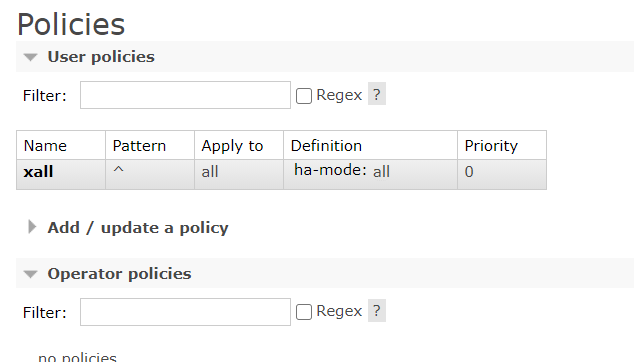 Policies
User policies
Filter: Regex ?
Name Pattern Apply to Definition Priority
xall ^ all ha-mode: all 0
Add / update a policy
Operator policies
Filter: Regex ?
no policies